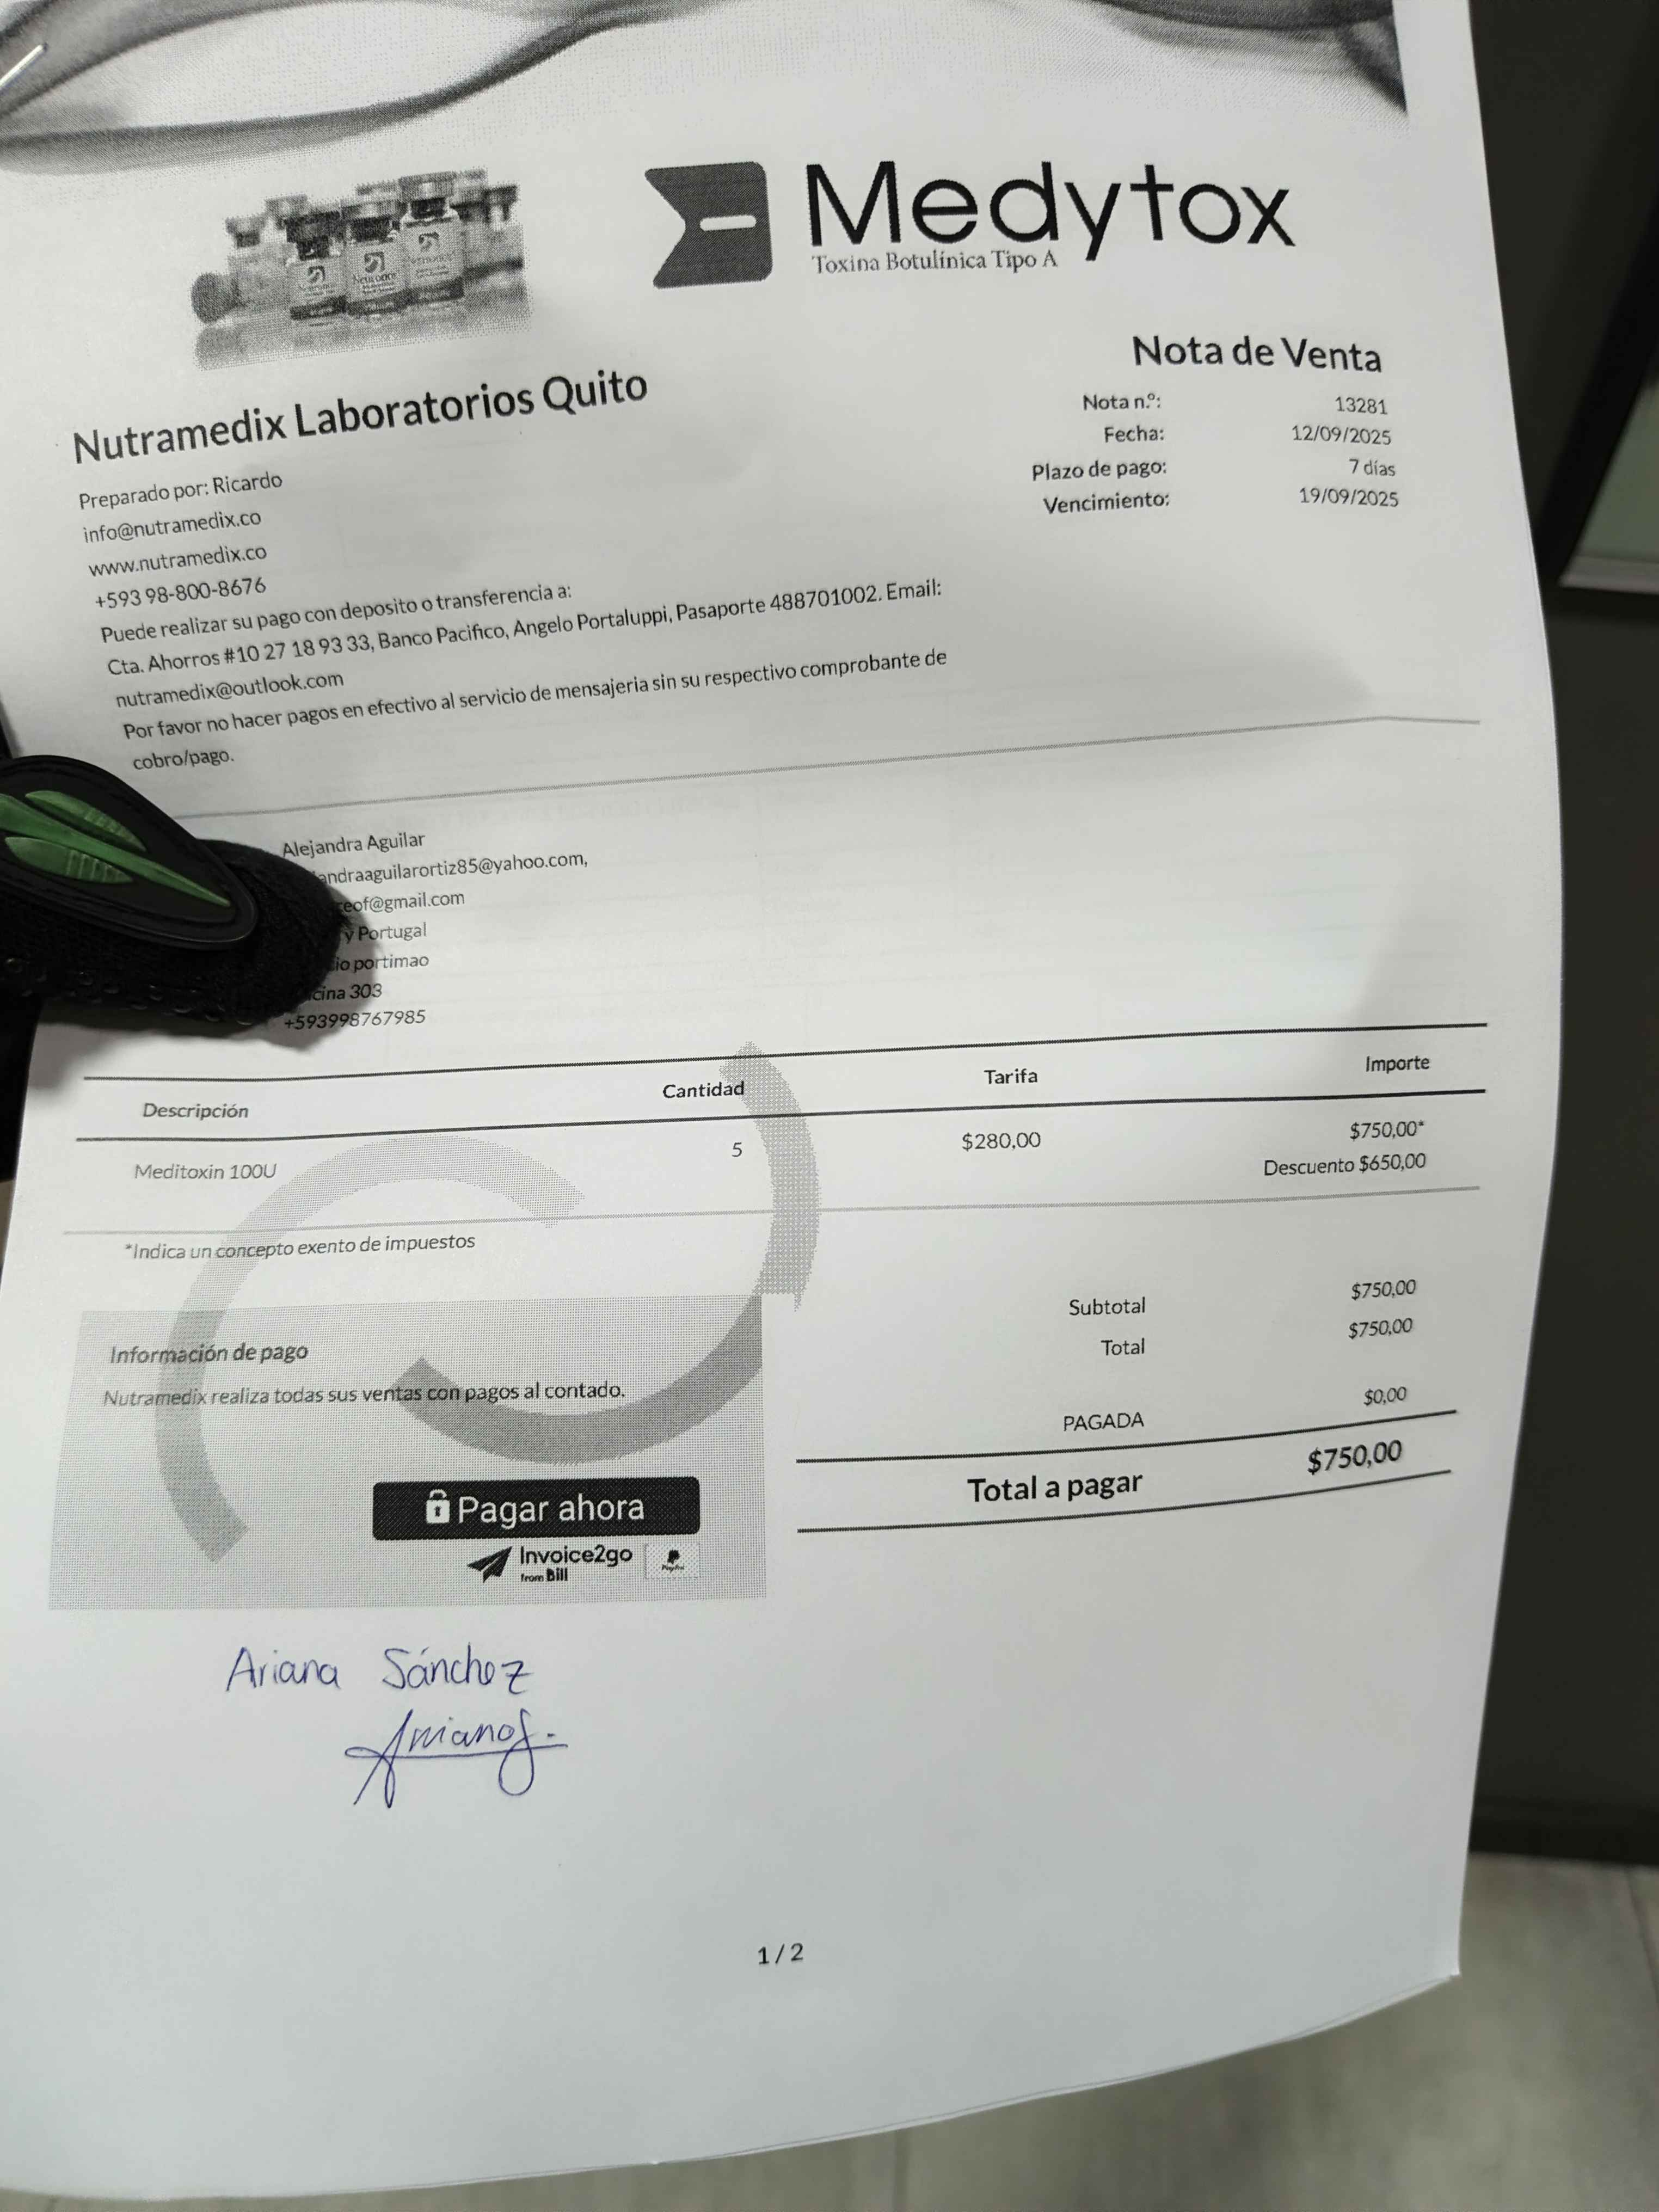 Medytox
Toxina Botulínica Tipo A
Nota de Venta
Nota n.º: 13281
Fecha: 12/09/2025
Plazo de pago: 7 días
Vencimiento: 19/09/2025
Nutramedix Laboratorios Quito
Preparado por: Ricardo
info@nutramedix.co
www.nutramedix.co
+593 98-800-8676
Puede realizar su pago con deposito o transferencia a:
Cta. Ahorros #10 27 18 93 33, Banco Pacifico, Angelo Portaluppi, Pasaporte 488701002. Email:
nutramedix@outlook.com
Por favor no hacer pagos en efectivo al servicio de mensajeria sin su respectivo comprobante de
cobro/pago.
Alejandra Aguilar
andraaguilarortiz85@yahoo.com,
eof@gmail.com
y Portugal
io portimao
cina 303
+593998767985
Descripción Cantidad Tarifa Importe
Meditoxin 100U 5 $280,00 $750,00*
Descuento $650,00
*Indica un concepto exento de impuestos
Subtotal $750,00
Total $750,00
PAGADA $0,00
Total a pagar $750,00
Información de pago
Nutramedix realiza todas sus ventas con pagos al contado.
Pagar ahora
Invoice2go
from Bill
PayPal
Ariana Sánchez
ArianaS.
1 / 2